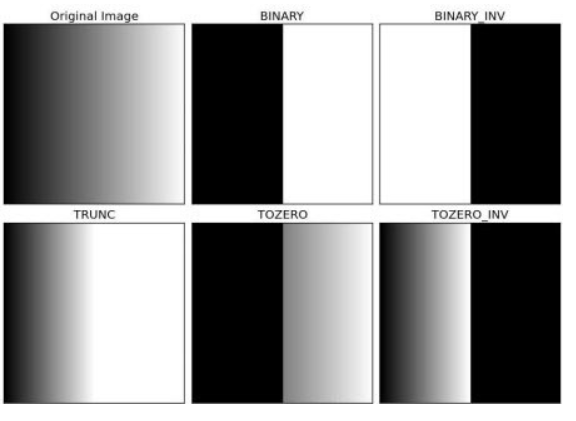 Original Image
BINARY
BINARY_INV
TRUNC
TOZERO
TOZERO_INV